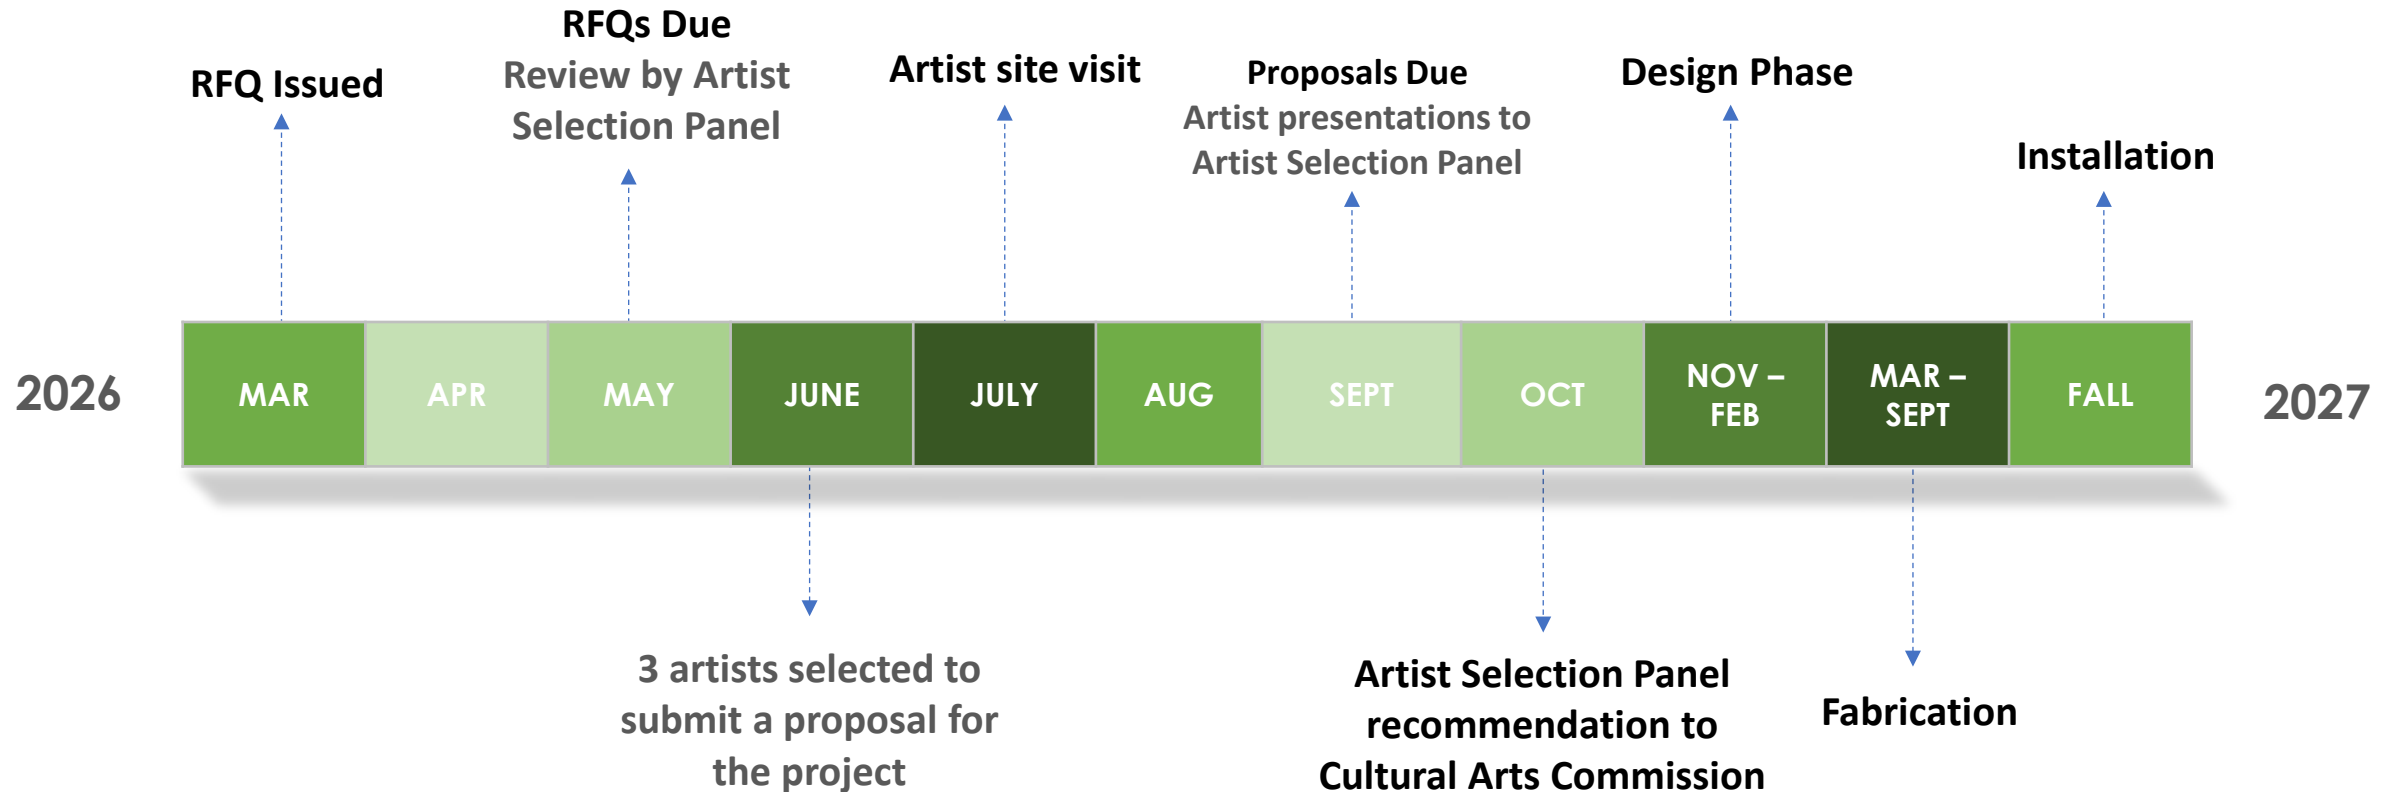 RFQ Issued
RFQs Due
Review by Artist
Selection Panel
Artist site visit
Proposals Due
Artist presentations to
Artist Selection Panel
Design Phase
Installation
2026
MAR
APR
MAY
JUNE
JULY
AUG
SEPT
OCT
NOV –
FEB
MAR –
SEPT
FALL
2027
3 artists selected to
submit a proposal for
the project
Artist Selection Panel
recommendation to
Cultural Arts Commission
Fabrication